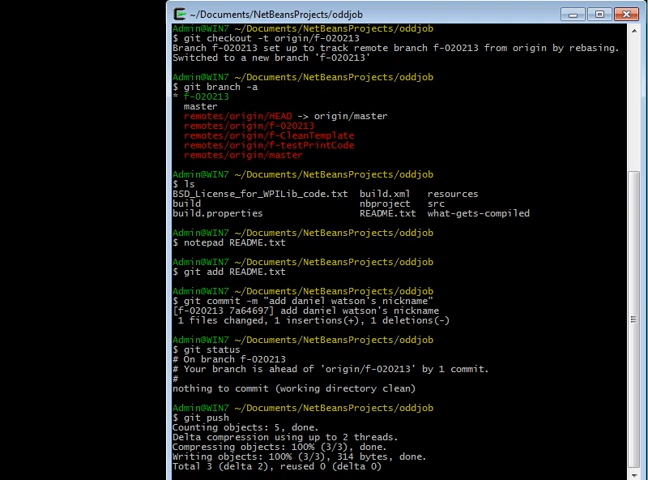 ~/Documents/NetBeansProjects/oddjob
Admin@WIN7 ~/Documents/NetBeansProjects/oddjob
$ git checkout -t origin/f-020213
Branch f-020213 set up to track remote branch f-020213 from origin by rebasing.
Switched to a new branch 'f-020213'
Admin@WIN7 ~/Documents/NetBeansProjects/oddjob
$ git branch -a
* f-020213
master
remotes/origin/HEAD -> origin/master
remotes/origin/f-020213
remotes/origin/f-CleanTemplate
remotes/origin/f-testPrintCode
remotes/origin/master
Admin@WIN7 ~/Documents/NetBeansProjects/oddjob
$ ls
BSD_License_for_WPILib_code.txt build.xml resources
build nbproject src
build.properties README.txt what-gets-compiled
Admin@WIN7 ~/Documents/NetBeansProjects/oddjob
$ notepad README.txt
Admin@WIN7 ~/Documents/NetBeansProjects/oddjob
$ git add README.txt
Admin@WIN7 ~/Documents/NetBeansProjects/oddjob
$ git commit -m "add daniel watson's nickname"
[f-020213 7a64697] add daniel watson's nickname
1 files changed, 1 insertions(+), 1 deletions(-)
Admin@WIN7 ~/Documents/NetBeansProjects/oddjob
$ git status
# On branch f-020213
# Your branch is ahead of 'origin/f-020213' by 1 commit.
#
nothing to commit (working directory clean)
Admin@WIN7 ~/Documents/NetBeansProjects/oddjob
$ git push
Counting objects: 5, done.
Delta compression using up to 2 threads.
Compressing objects: 100% (3/3), done.
Writing objects: 100% (3/3), 314 bytes, done.
Total 3 (delta 2), reused 0 (delta 0)